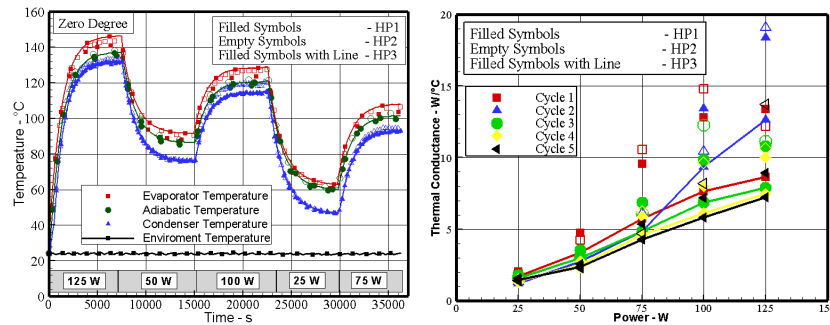 160
140
120
100
80
60
40
20
0
Temperature - °C
Zero Degree
Filled Symbols - HP1
Empty Symbols - HP2
Filled Symbols with Line - HP3
Evaporator Temperature
Adiabatic Temperature
Condenser Temperature
Enviroment Temperature
125 W 50 W 100 W 25 W 75 W
0 5000 10000 15000 20000 25000 30000 35000
Time - s
20
15
10
5
0
Thermal Conductance - W/°C
Filled Symbols - HP1
Empty Symbols - HP2
Filled Symbols with Line - HP3
Cycle 1
Cycle 2
Cycle 3
Cycle 4
Cycle 5
0 25 50 75 100 125 15
Power - W